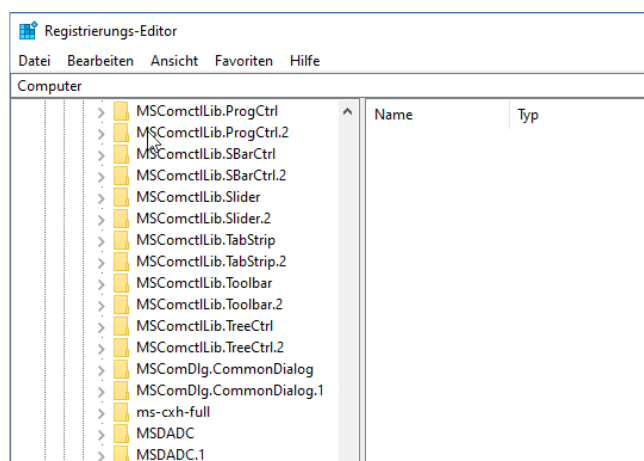 Registrierungs-Editor
Datei Bearbeiten Ansicht Favoriten Hilfe
Computer
Name Typ
MSComctlLib.ProgCtrl
MSComctlLib.ProgCtrl.2
MSComctlLib.SBarCtrl
MSComctlLib.SBarCtrl.2
MSComctlLib.Slider
MSComctlLib.Slider.2
MSComctlLib.TabStrip
MSComctlLib.TabStrip.2
MSComctlLib.Toolbar
MSComctlLib.Toolbar.2
MSComctlLib.TreeCtrl
MSComctlLib.TreeCtrl.2
MSComDlg.CommonDialog
MSComDlg.CommonDialog.1
ms-cxh-full
MSDADC
MSDADC.1